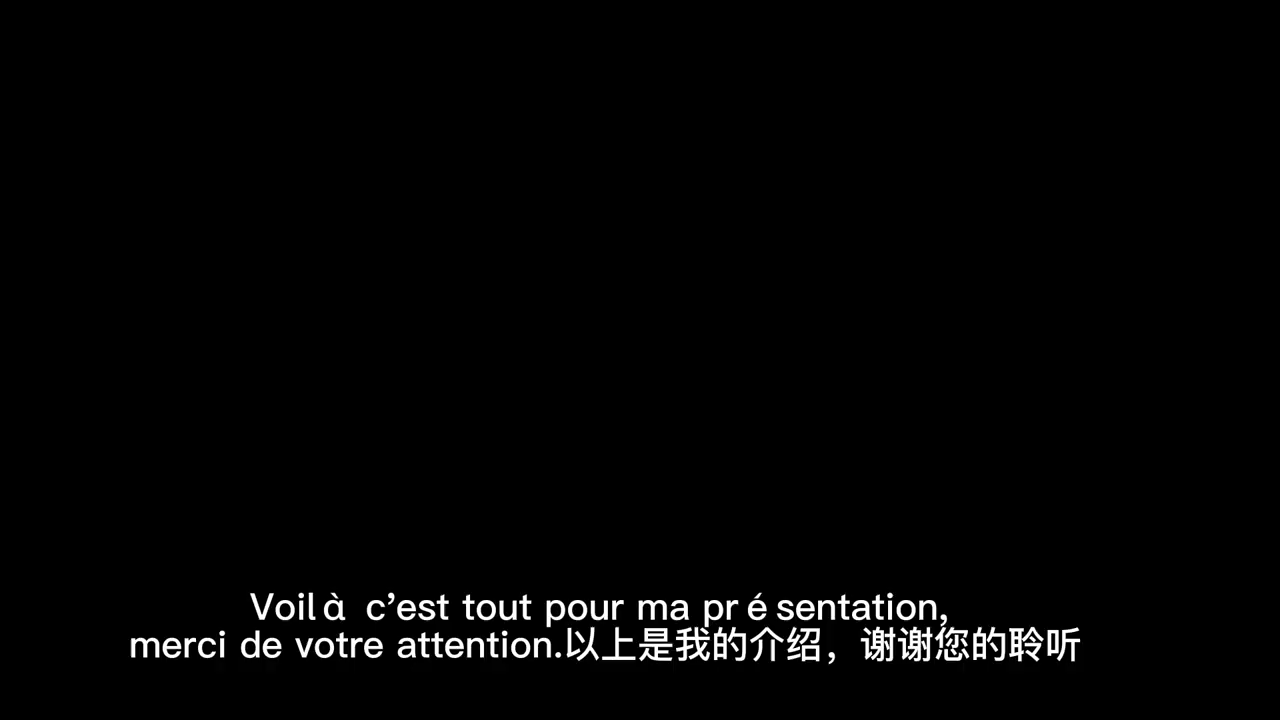 Voilà c’est tout pour ma présentation,
merci de votre attention.以上是我的介绍，谢谢您的聆听